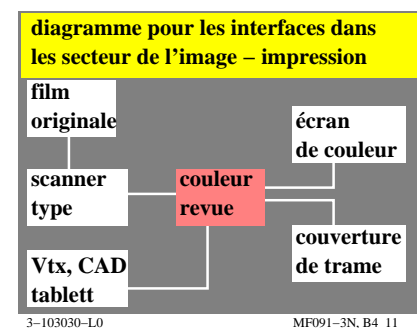 diagramme pour les interfaces dans
les secteur de l'image – impression
film
originale
écran
de couleur
scanner
type
couleur
revue
couverture
de trame
Vtx, CAD
tablett
3–103030–L0
MF091–3N, B4 11